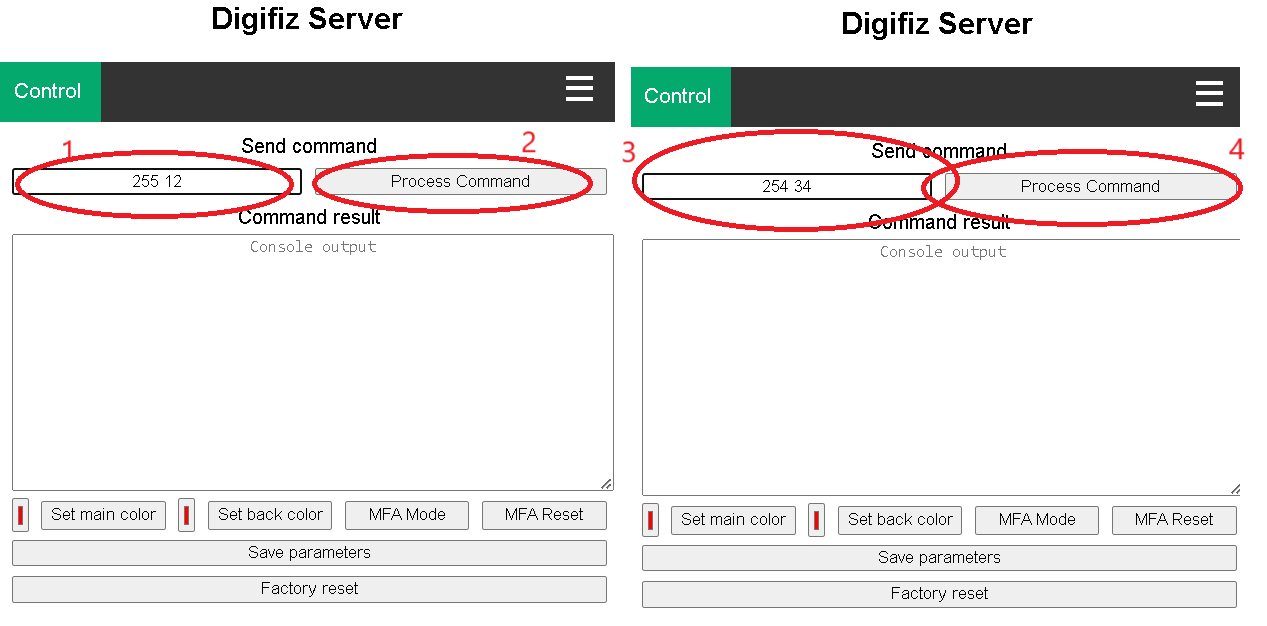 Digifiz Server
Control
1
2
Send command
255 12
Process Command
Command result
Console output
Set main color
Set back color
MFA Mode
MFA Reset
Save parameters
Factory reset
Digifiz Server
Control
3
4
Send command
254 34
Process Command
Command result
Console output
Set main color
Set back color
MFA Mode
MFA Reset
Save parameters
Factory reset